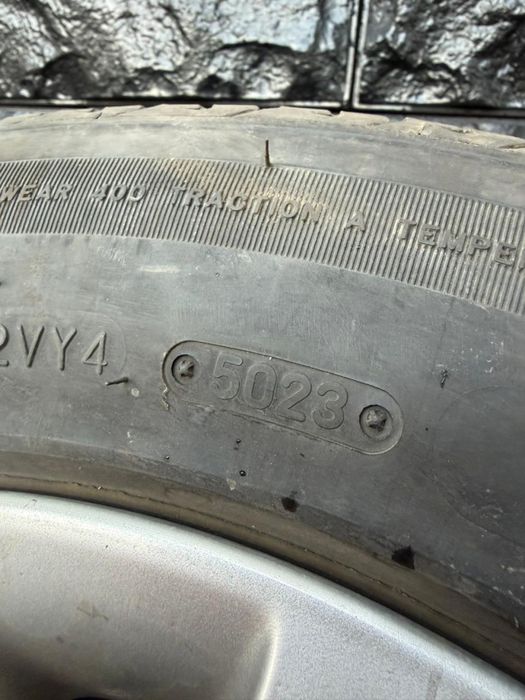 WEAR 400 TRACTION A TEMPE
2VY4 5023